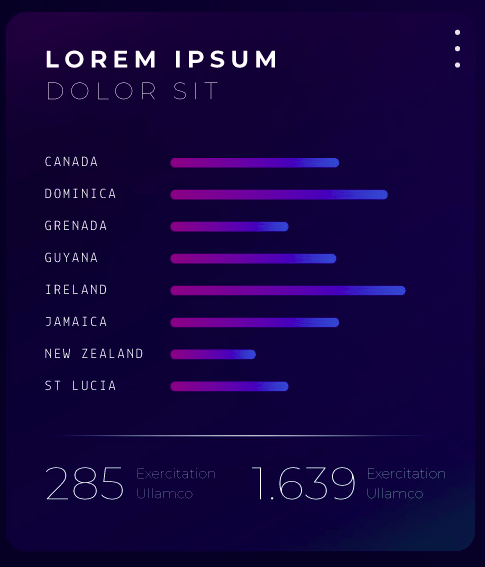 LOREM IPSUM
DOLOR SIT
CANADA
DOMINICA
GRENADA
GUYANA
IRELAND
JAMAICA
NEW ZEALAND
ST LUCIA
285 Exercitation Ullamco
1.639 Exercitation Ullamco